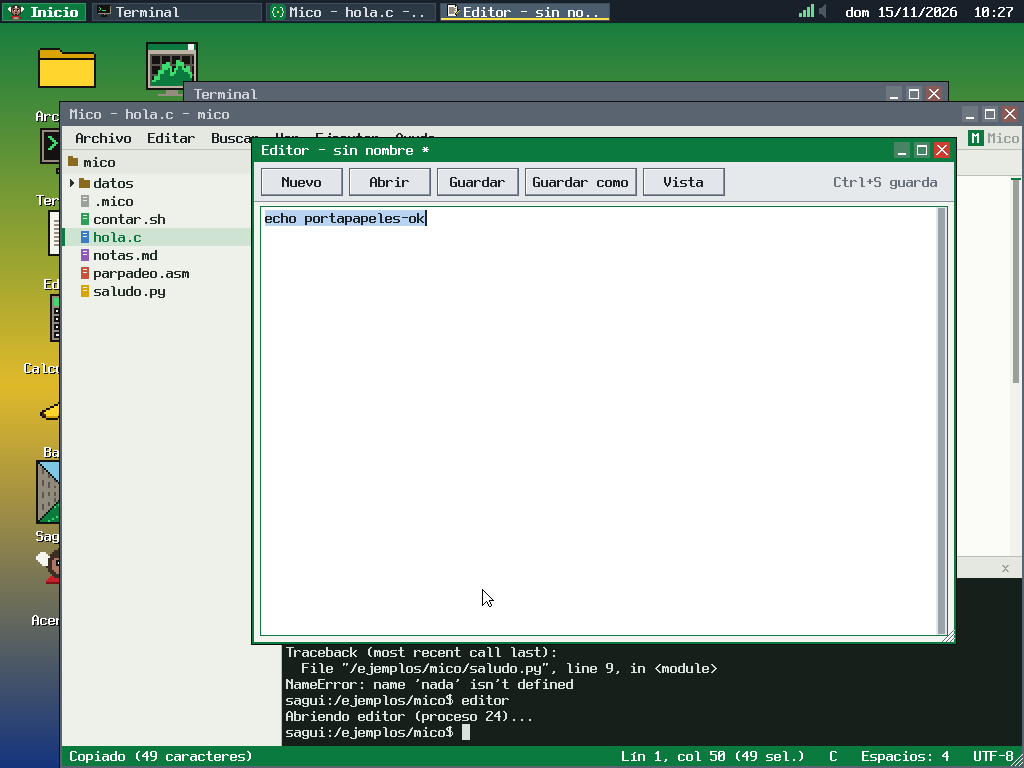 Inicio
Terminal
Mico - hola.c -..
Editor - sin no..
dom 15/11/2026
10:27
Terminal
Mico - hola.c - mico
Archivo Editar Buscar
M Mico
mico
datos
.mico
contar.sh
hola.c
notas.md
parpadeo.asm
saludo.py
Editor - sin nombre *
Nuevo
Abrir
Guardar
Guardar como
Vista
Ctrl+S guarda
echo portapapeles-ok
Traceback (most recent call last):
File "/ejemplos/mico/saludo.py", line 9, in <module>
NameError: name 'nada' isn't defined
sagui:/ejemplos/mico$ editor
Abriendo editor (proceso 24)...
sagui:/ejemplos/mico$
Copiado (49 caracteres)
Lín 1, col 50 (49 sel.)
C
Espacios: 4
UTF-8